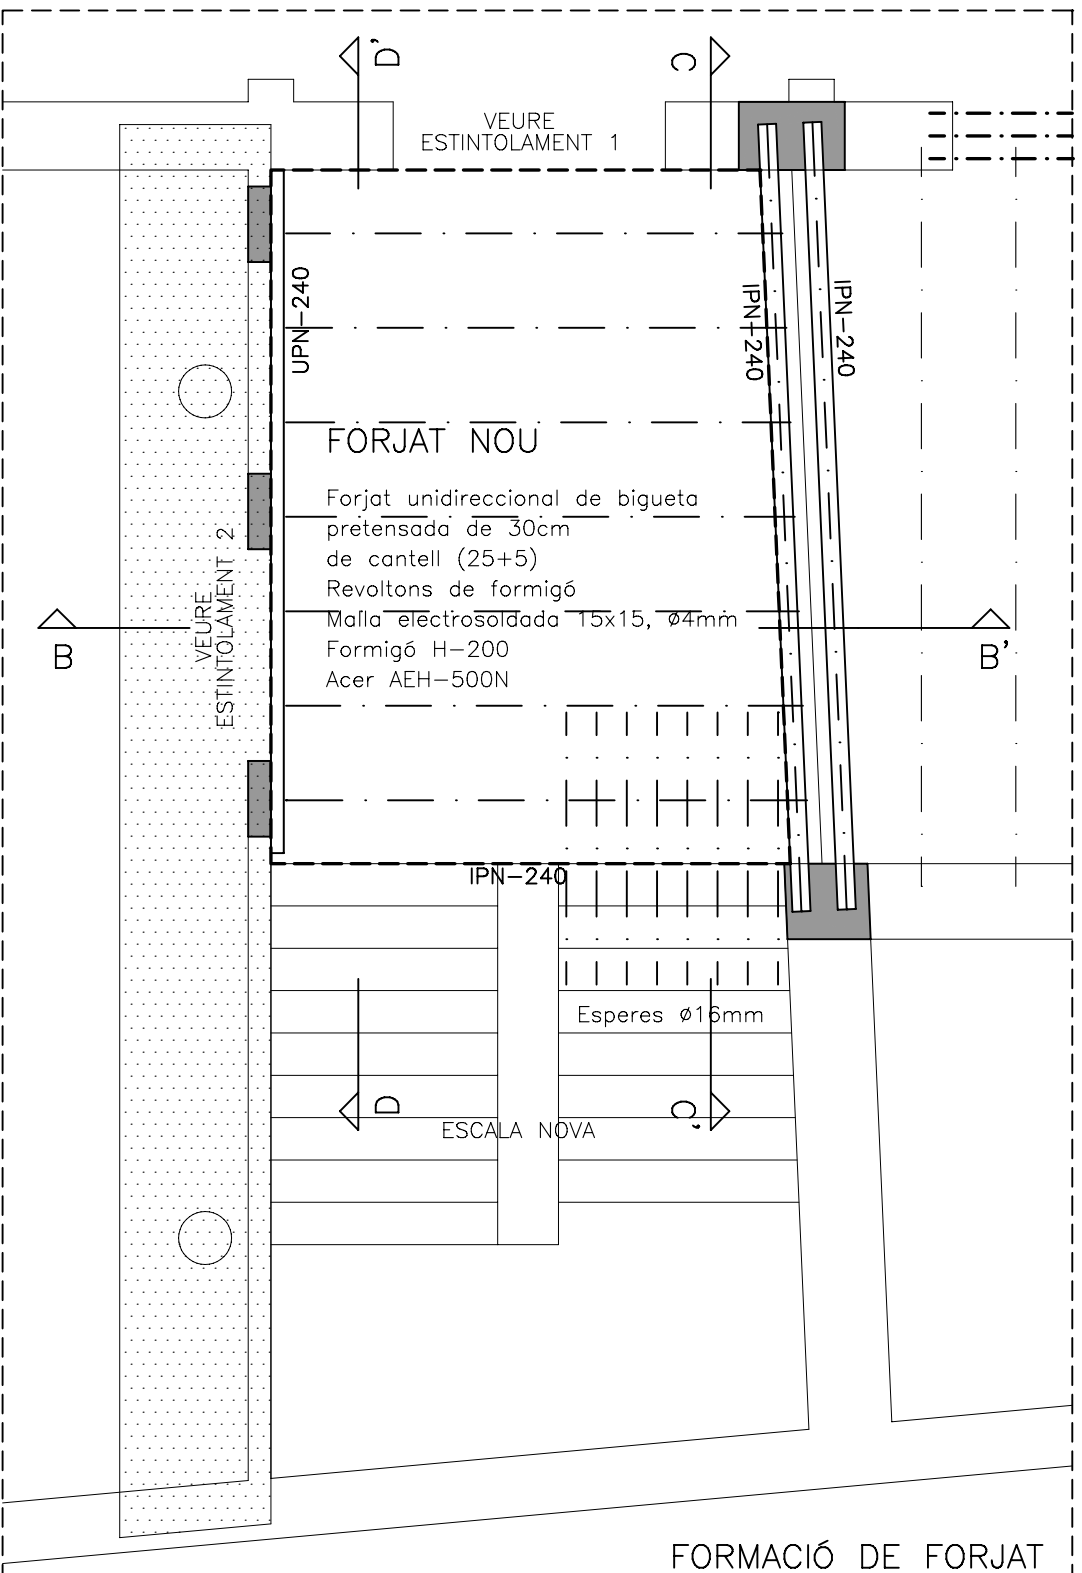 D'
C
VEURE
ESTINTOLAMENT 1
UPN-240
IPN-240
IPN-240
FORJAT NOU
Forjat unidireccional de bigueta
pretensada de 30cm
de cantell (25+5)
Revoltons de formigó
Malla electrosoldada 15x15, Ø4mm
Formigó H-200
Acer AEH-500N
VEURE
ESTINTOLAMENT 2
B
B'
IPN-240
Esperes Ø16mm
D
C'
ESCALA NOVA
FORMACIÓ DE FORJAT